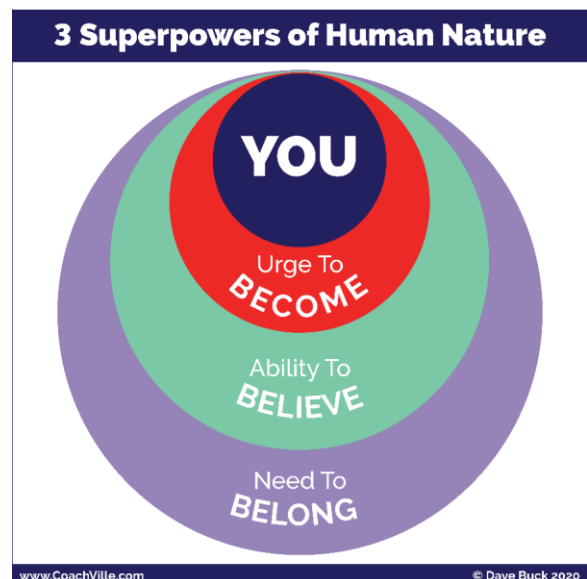 3 Superpowers of Human Nature
YOU
Urge To
BECOME
Ability To
BELIEVE
Need To
BELONG
www.CoachVille.com
© Dave Buck 2020